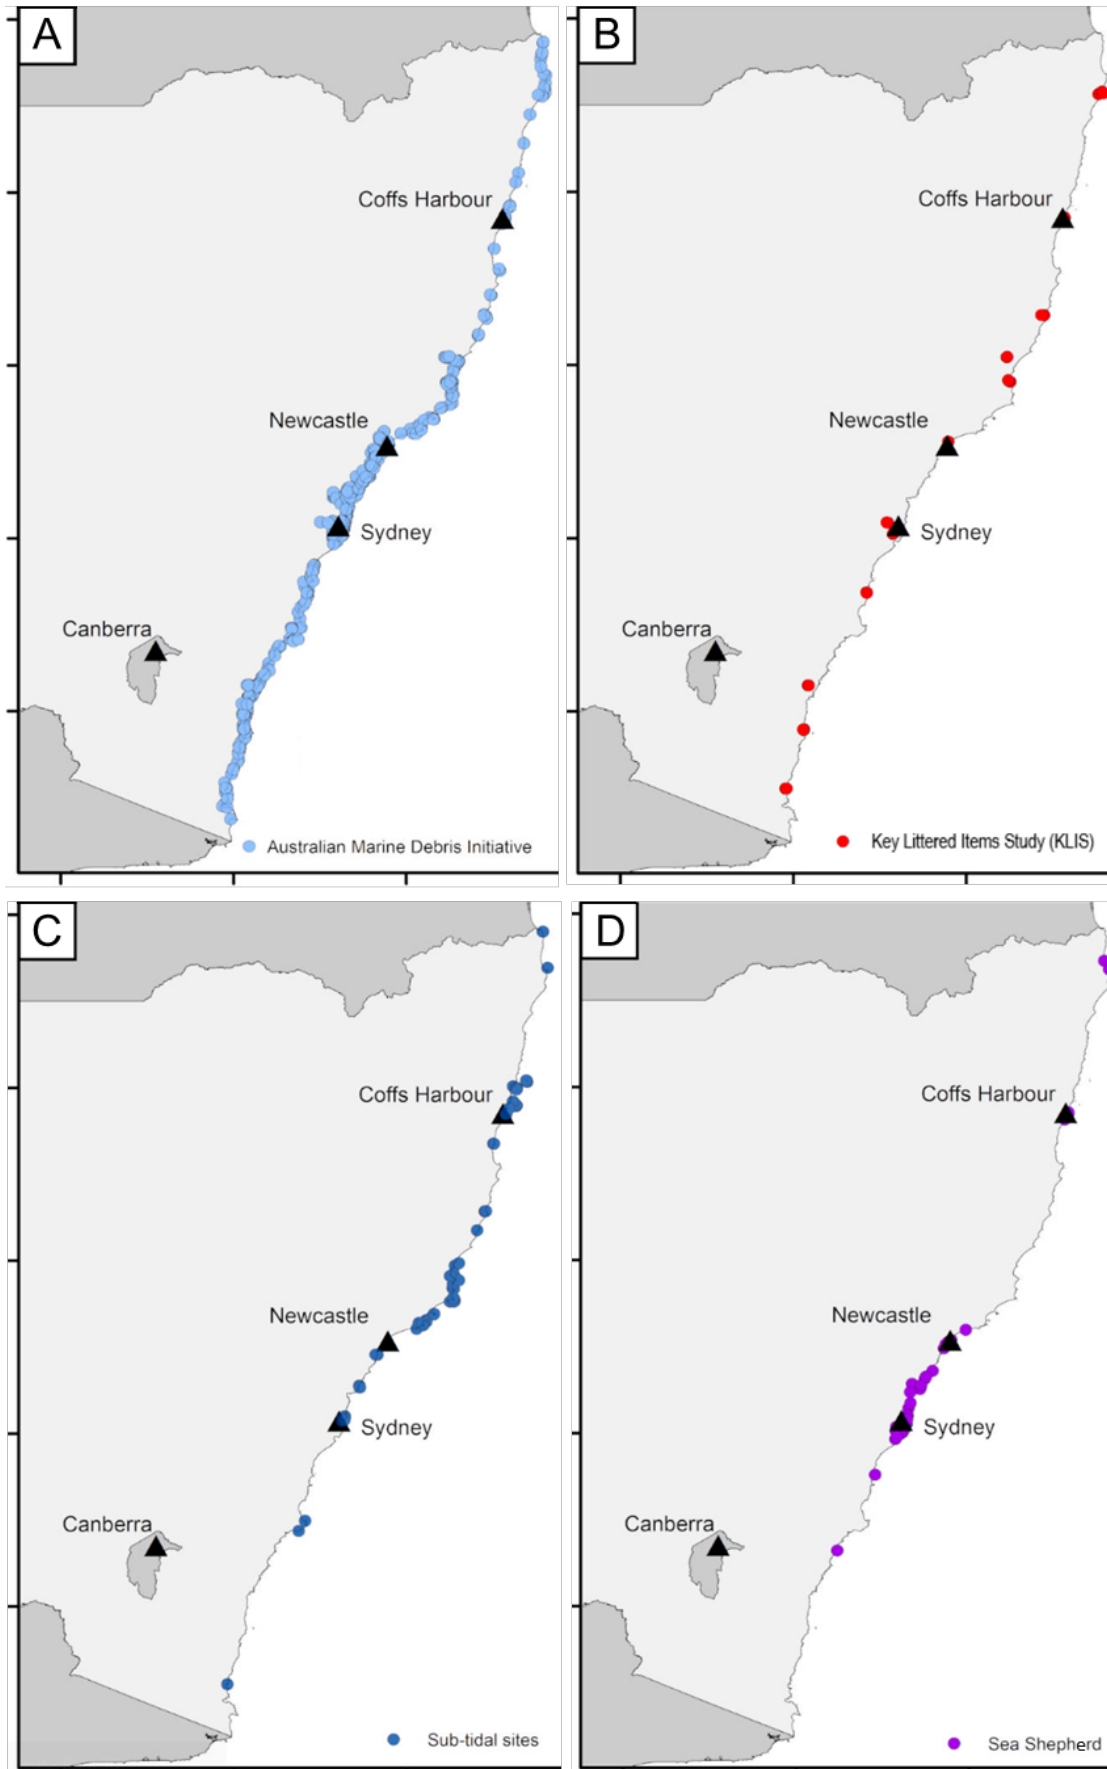 A
Coffs Harbour
Newcastle
Sydney
Canberra
Australian Marine Debris Initiative
B
Coffs Harbour
Newcastle
Sydney
Canberra
Key Littered Items Study (KLIS)
C
Coffs Harbour
Newcastle
Sydney
Canberra
Sub-tidal sites
D
Coffs Harbour
Newcastle
Sydney
Canberra
Sea Shepherd